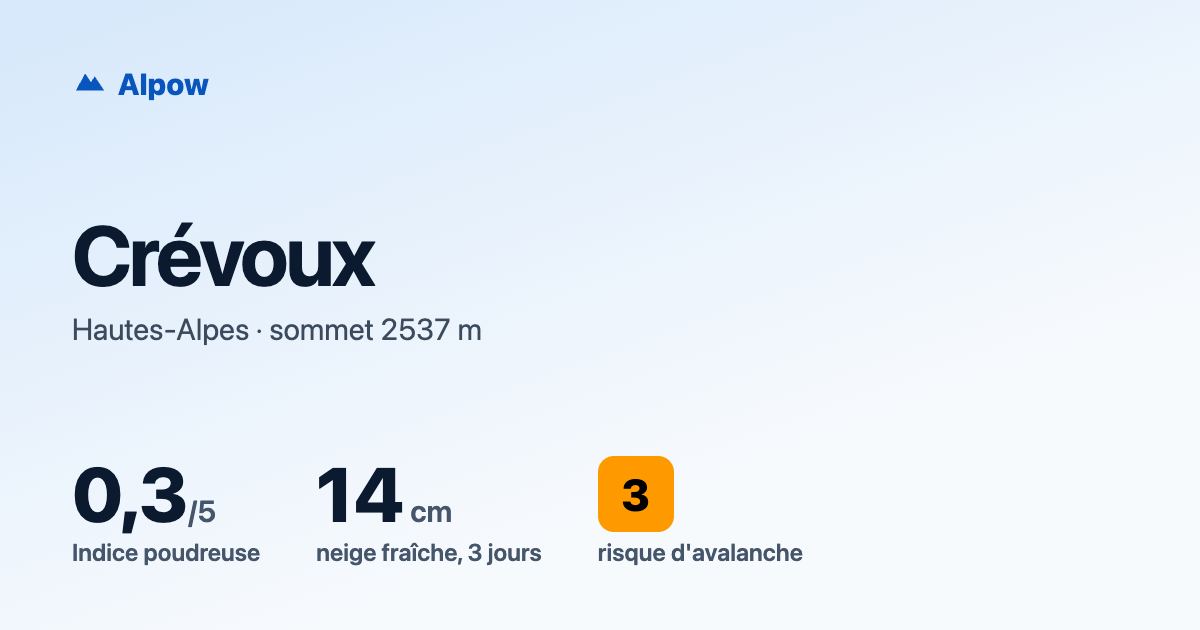 Alpow
Crévoux
Hautes-Alpes · sommet 2537 m
0,3/5
Indice poudreuse
14 cm
neige fraîche, 3 jours
3
risque d'avalanche